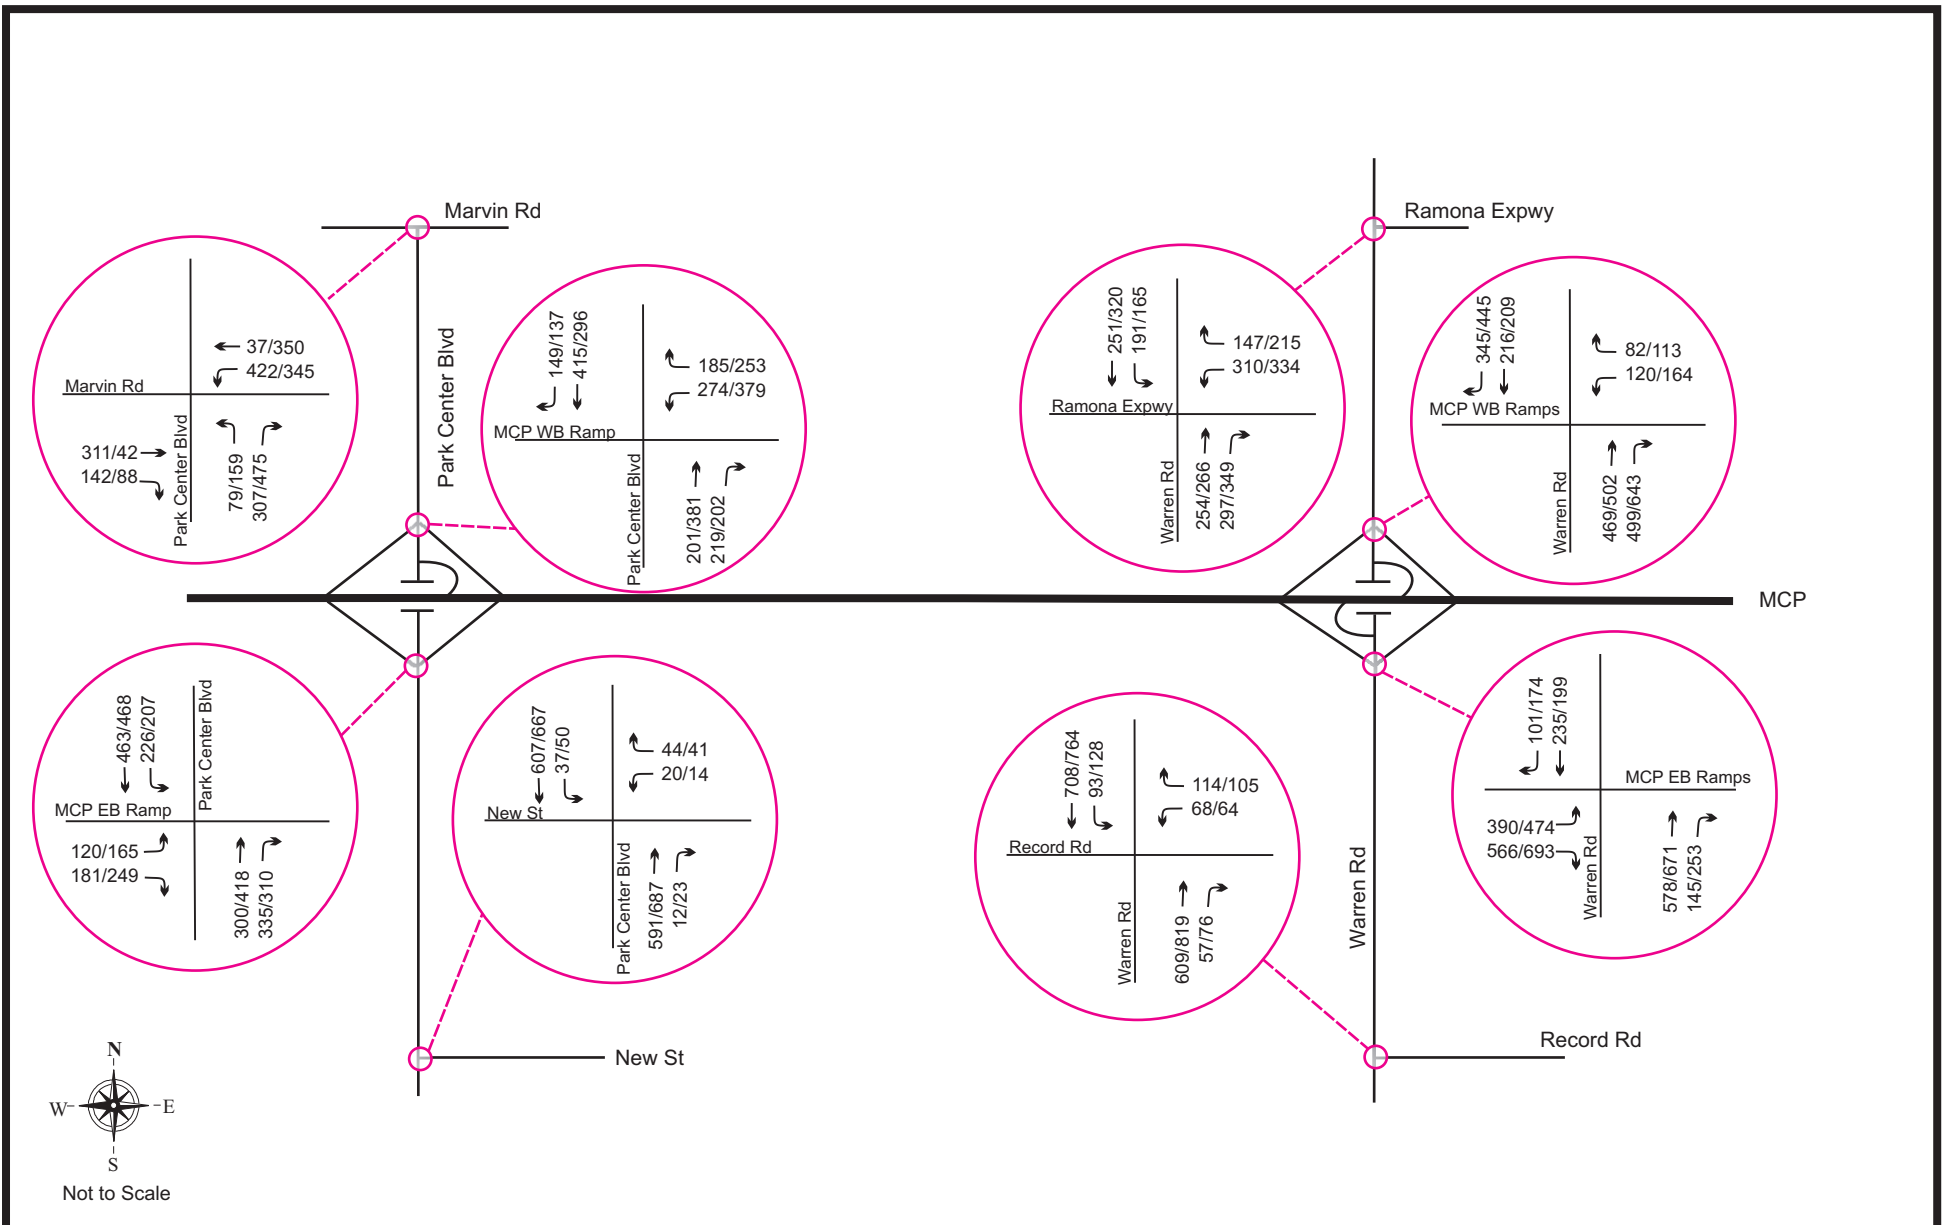 Marvin Rd
Ramona Expwy
Park Center Blvd
37/350
422/345
Marvin Rd
311/42
142/88
Park Center Blvd
79/159
307/475
149/137
415/296
185/253
274/379
MCP WB Ramp
Park Center Blvd
201/381
219/202
251/320
191/165
147/215
310/334
Ramona Expwy
Warren Rd
254/266
297/349
345/445
216/209
82/113
120/164
MCP WB Ramps
Warren Rd
469/502
499/643
MCP
463/468
226/207
Park Center Blvd
MCP EB Ramp
120/165
181/249
300/418
335/310
607/667
37/50
44/41
20/14
New St
Park Center Blvd
591/687
12/23
708/764
93/128
114/105
68/64
Record Rd
Warren Rd
609/819
57/76
Warren Rd
101/174
235/199
MCP EB Ramps
390/474
566/693
Warren Rd
578/671
145/253
New St
Record Rd
N
W
E
S
Not to Scale